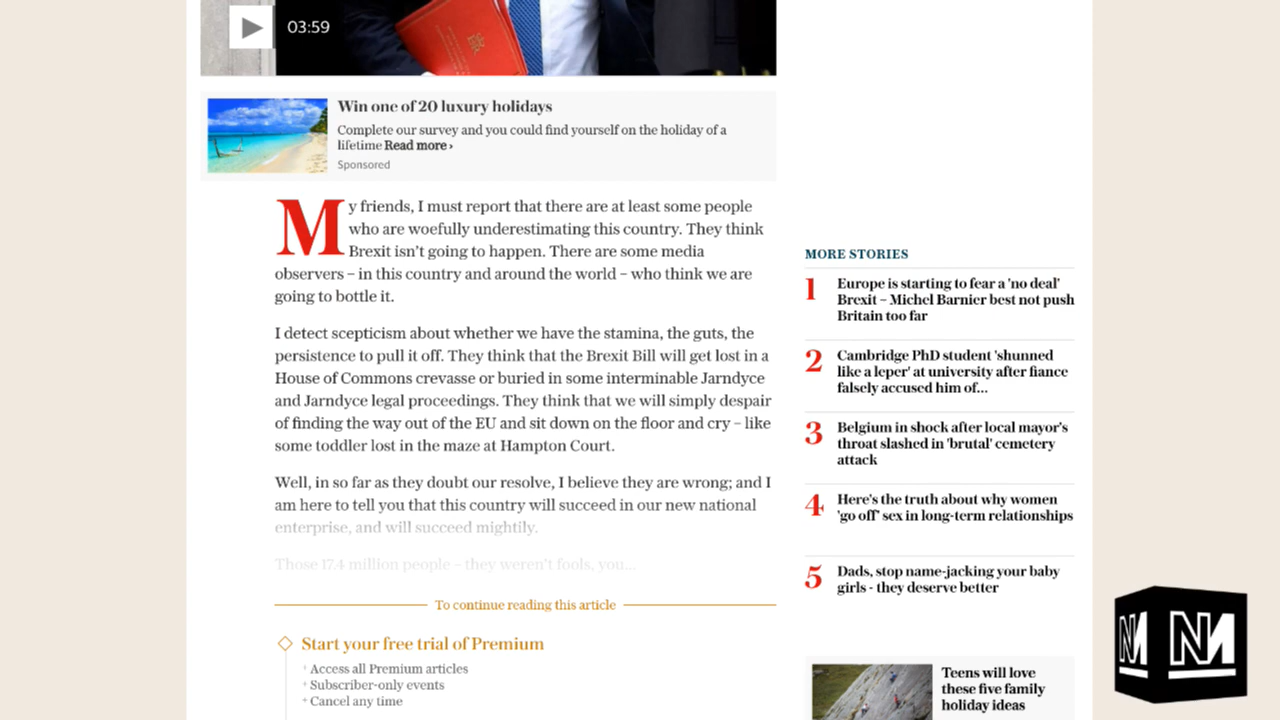 03:59
Win one of 20 luxury holidays
Complete our survey and you could find yourself on the holiday of a
lifetime Read more ›
Sponsored
My friends, I must report that there are at least some people
who are woefully underestimating this country. They think
Brexit isn't going to happen. There are some media
observers – in this country and around the world – who think we are
going to bottle it.
I detect scepticism about whether we have the stamina, the guts, the
persistence to pull it off. They think that the Brexit Bill will get lost in a
House of Commons crevasse or buried in some interminable Jarndyce
and Jarndyce legal proceedings. They think that we will simply despair
of finding the way out of the EU and sit down on the floor and cry – like
some toddler lost in the maze at Hampton Court.
Well, in so far as they doubt our resolve, I believe they are wrong; and I
am here to tell you that this country will succeed in our new national
enterprise, and will succeed mightily.
Those 17.4 million people – they weren't fools, you...
To continue reading this article
Start your free trial of Premium
+ Access all Premium articles
+ Subscriber-only events
+ Cancel any time
MORE STORIES
1 Europe is starting to fear a 'no deal'
Brexit – Michel Barnier best not push
Britain too far
2 Cambridge PhD student 'shunned
like a leper' at university after fiance
falsely accused him of...
3 Belgium in shock after local mayor's
throat slashed in 'brutal' cemetery
attack
4 Here's the truth about why women
'go off' sex in long-term relationships
5 Dads, stop name-jacking your baby
girls - they deserve better
Teens will love
these five family
holiday ideas